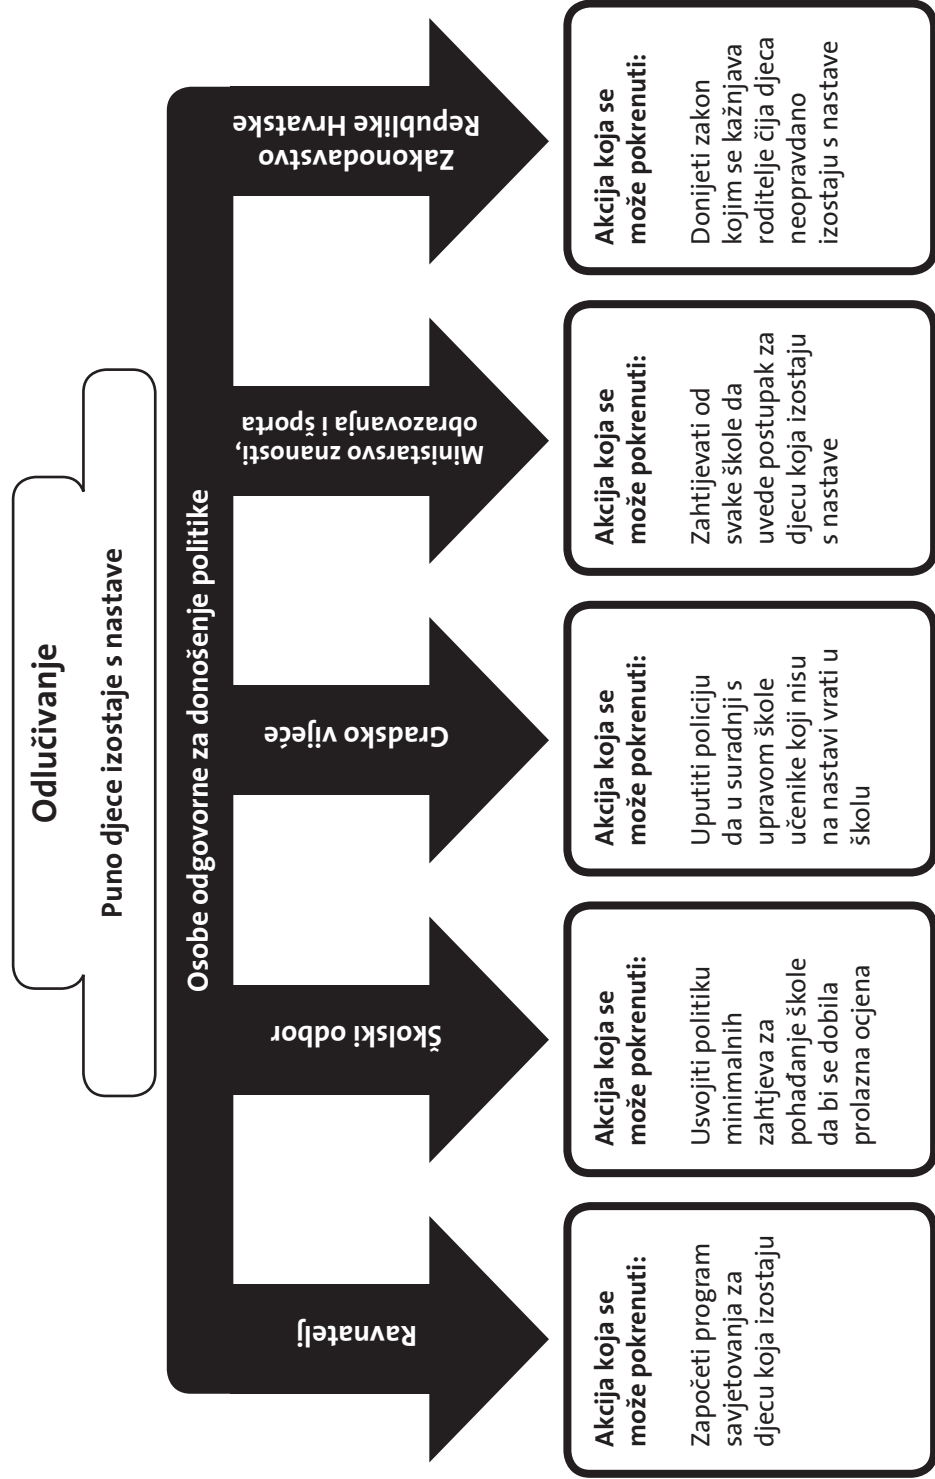 Odlučivanje
Puno djece izostaje s nastave
Osobe odgovorne za donošenje politike
Ravnatelj
Akcija koja se
može pokrenuti:
Započeti program
savjetovanja za
djecu koja izostaju
Školski odbor
Akcija koja se
može pokrenuti:
Usvojiti politiku
minimalnih
zahtjeva za
pohađanje škole
da bi se dobila
prolazna ocjena
Gradsko vijeće
Akcija koja se
može pokrenuti:
Uputiti policiju
da u suradnji s
upravom škole
učenike koji nisu
na nastavi vrati u
školu
Ministarsvo znanosti,
obrazovanja i športa
Akcija koja se
može pokrenuti:
Zahtijevati od
svake škole da
uvede postupak za
djecu koja izostaju
s nastave
Zakonodavstvo
Republike Hrvatske
Akcija koja se
može pokrenuti:
Donijeti zakon
kojim se kažnjava
roditelje čija djeca
neopravdano
izostaju s nastave